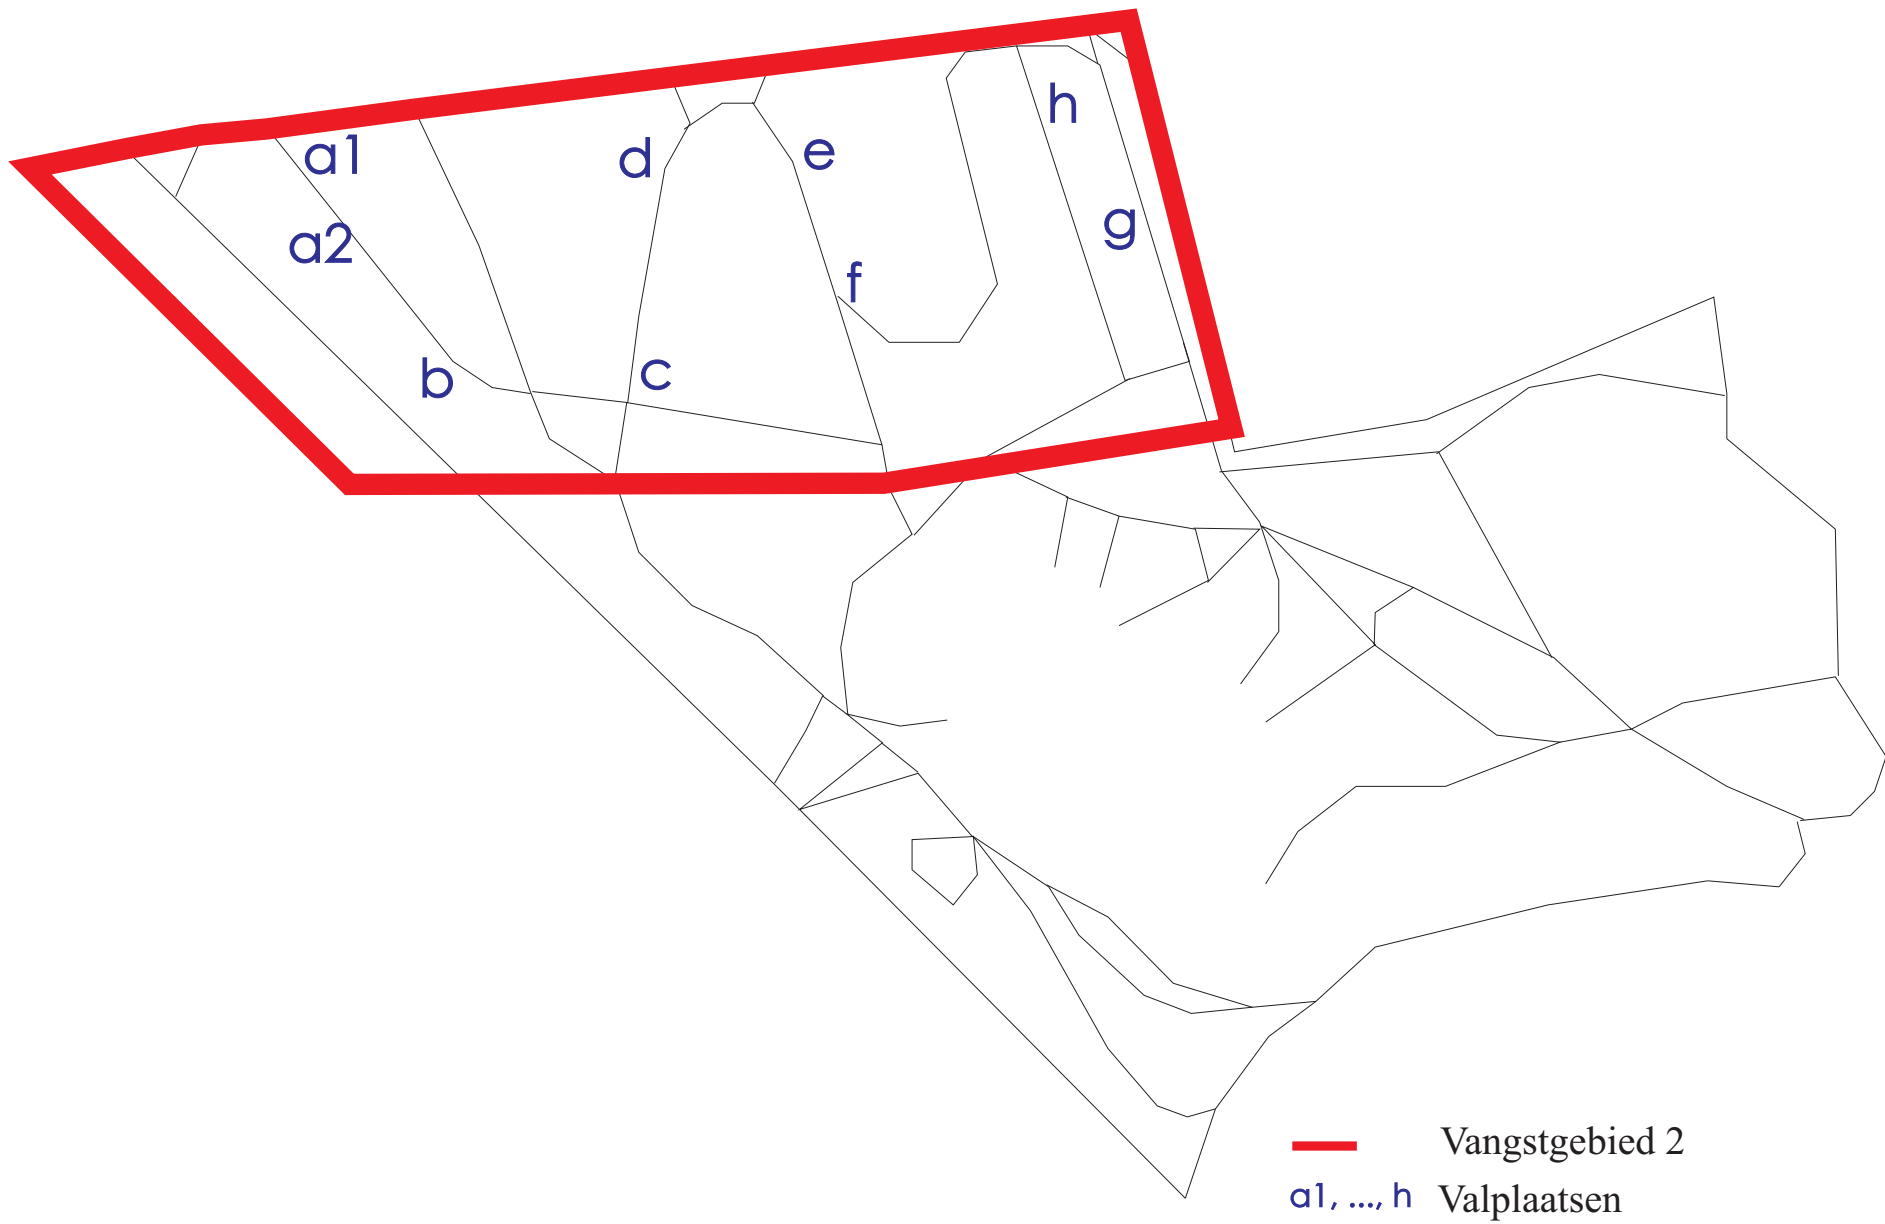 h
a1
d
e
g
a2
f
b
c
Vangstgebied 2
a1, ..., h Valplaatsen